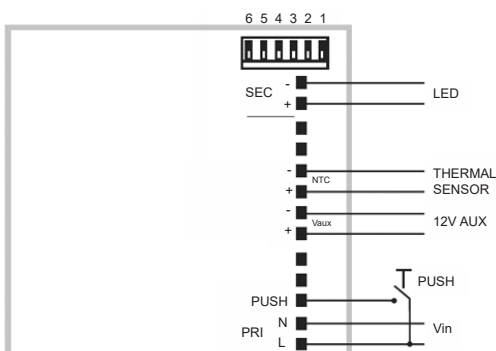 6 5 4 3 2 1
-
SEC
LED
+
-
NTC
THERMAL
SENSOR
+
-
Vaux
12V AUX
+
PUSH
PUSH
N
PRI
Vin
L